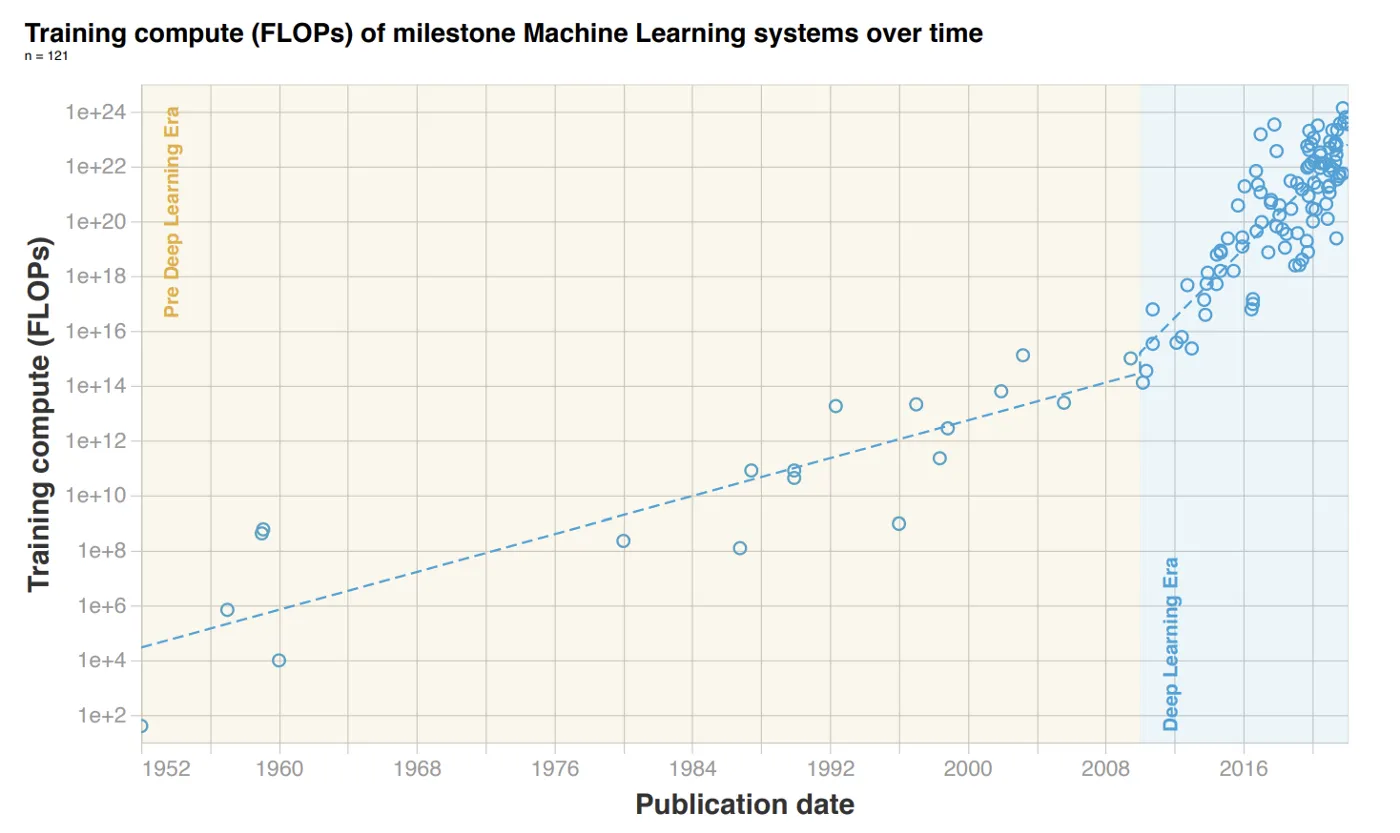 Training compute (FLOPs) of milestone Machine Learning systems over time
n = 121
Training compute (FLOPs)
1e+24
1e+22
1e+20
1e+18
1e+16
1e+14
1e+12
1e+10
1e+8
1e+6
1e+4
1e+2
Pre Deep Learning Era
Deep Learning Era
1952 1960 1968 1976 1984 1992 2000 2008 2016
Publication date